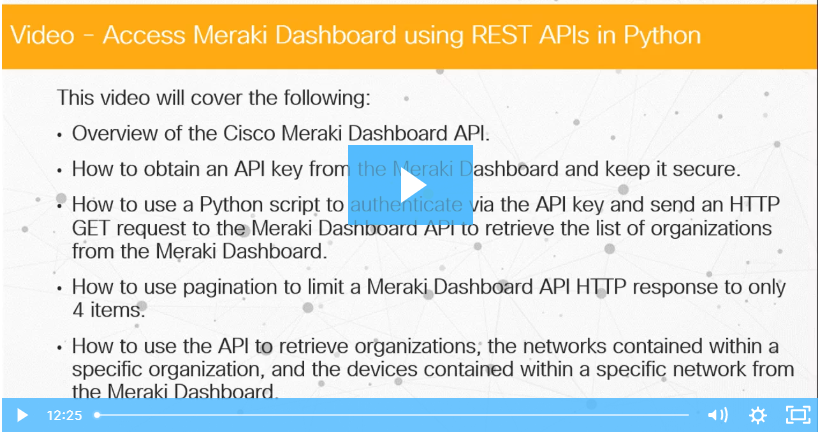 Video - Access Meraki Dashboard using REST APIs in Python
This video will cover the following:
• Overview of the Cisco Meraki Dashboard API.
• How to obtain an API key from the Meraki Dashboard and keep it secure.
• How to use a Python script to authenticate via the API key and send an HTTP
GET request to the Meraki Dashboard API to retrieve the list of organizations
from the Meraki Dashboard.
• How to use pagination to limit a Meraki Dashboard API HTTP response to only
4 items.
• How to use the API to retrieve organizations, the networks contained within a
specific organization, and the devices contained within a specific network from
the Meraki Dashboard.
12:25